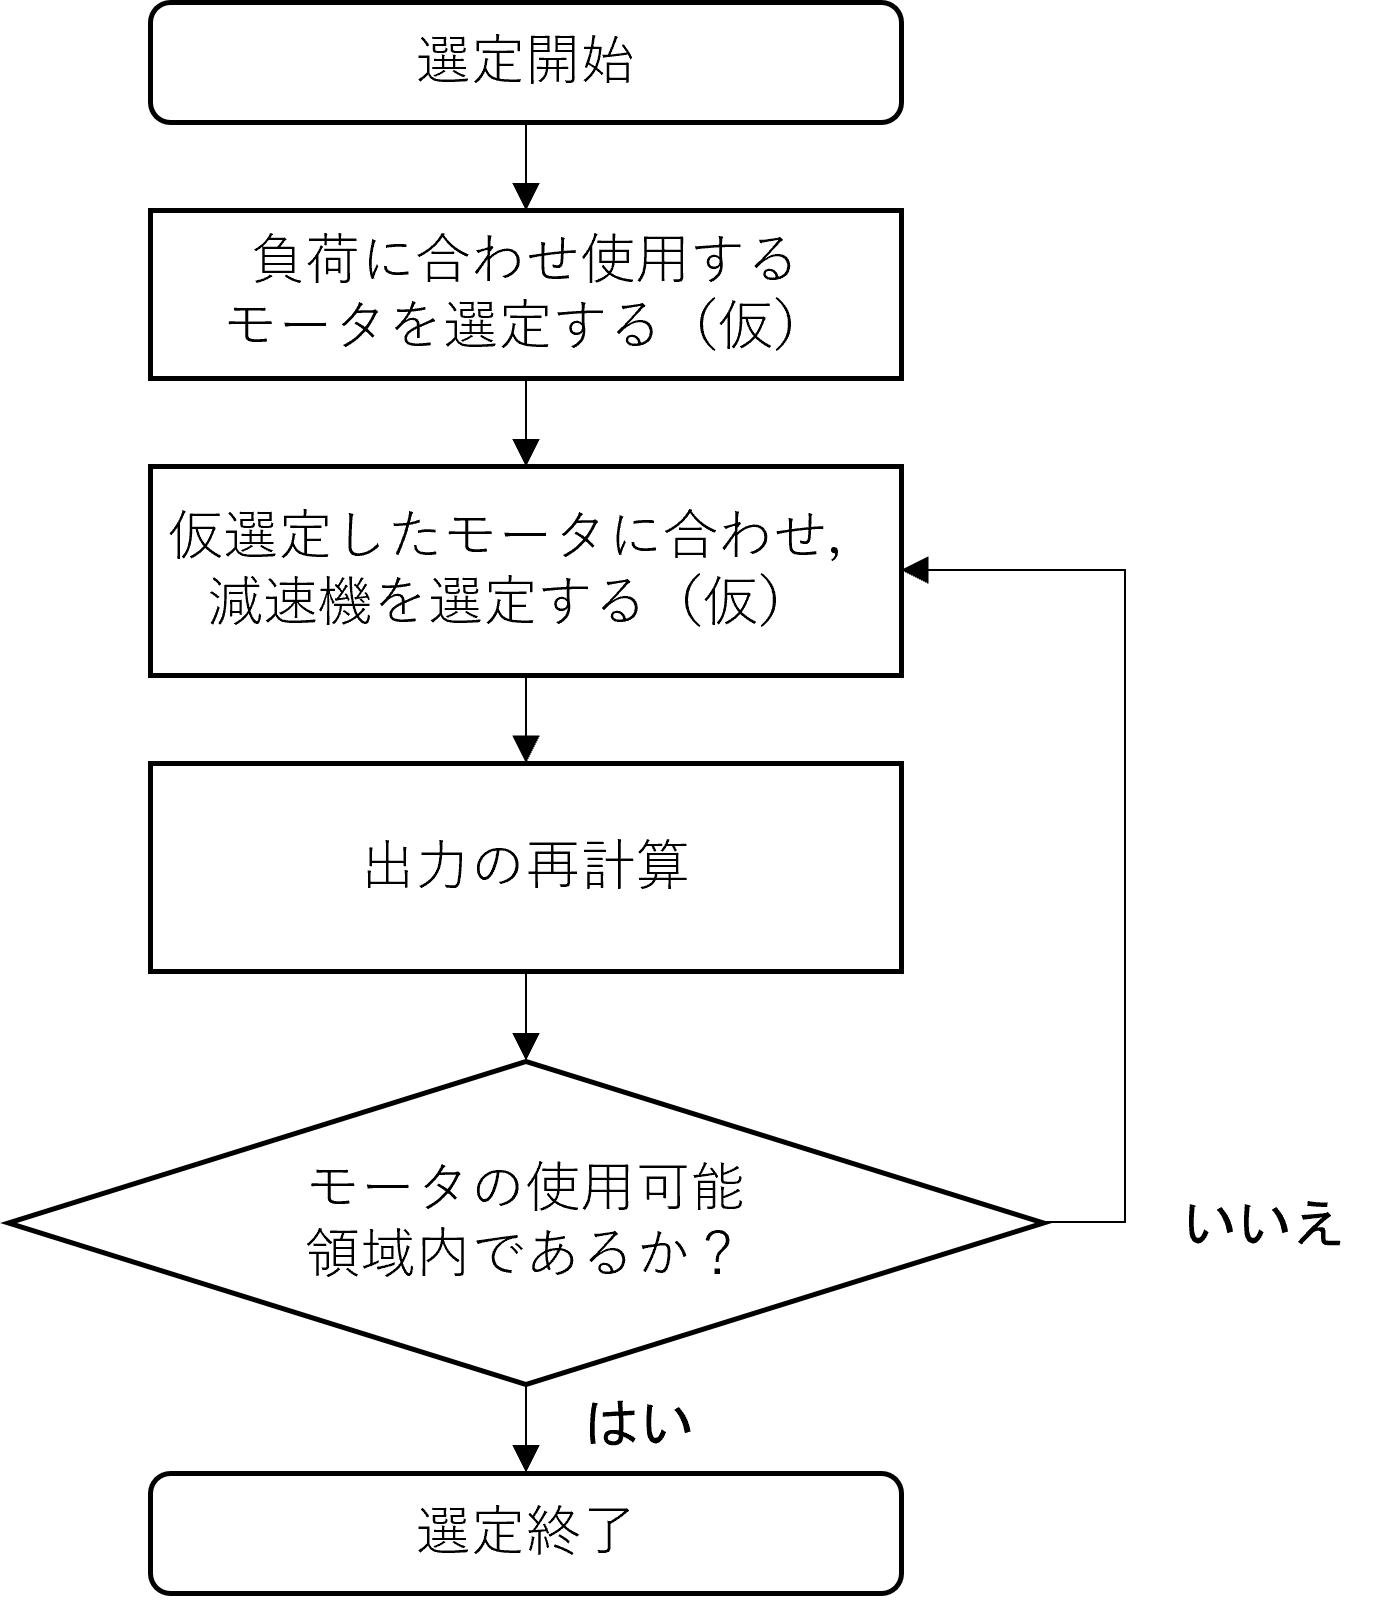 選定開始
負荷に合わせ使用する
モータを選定する（仮）
仮選定したモータに合わせ,
減速機を選定する（仮）
出力の再計算
モータの使用可能
領域内であるか？
いいえ
はい
選定終了